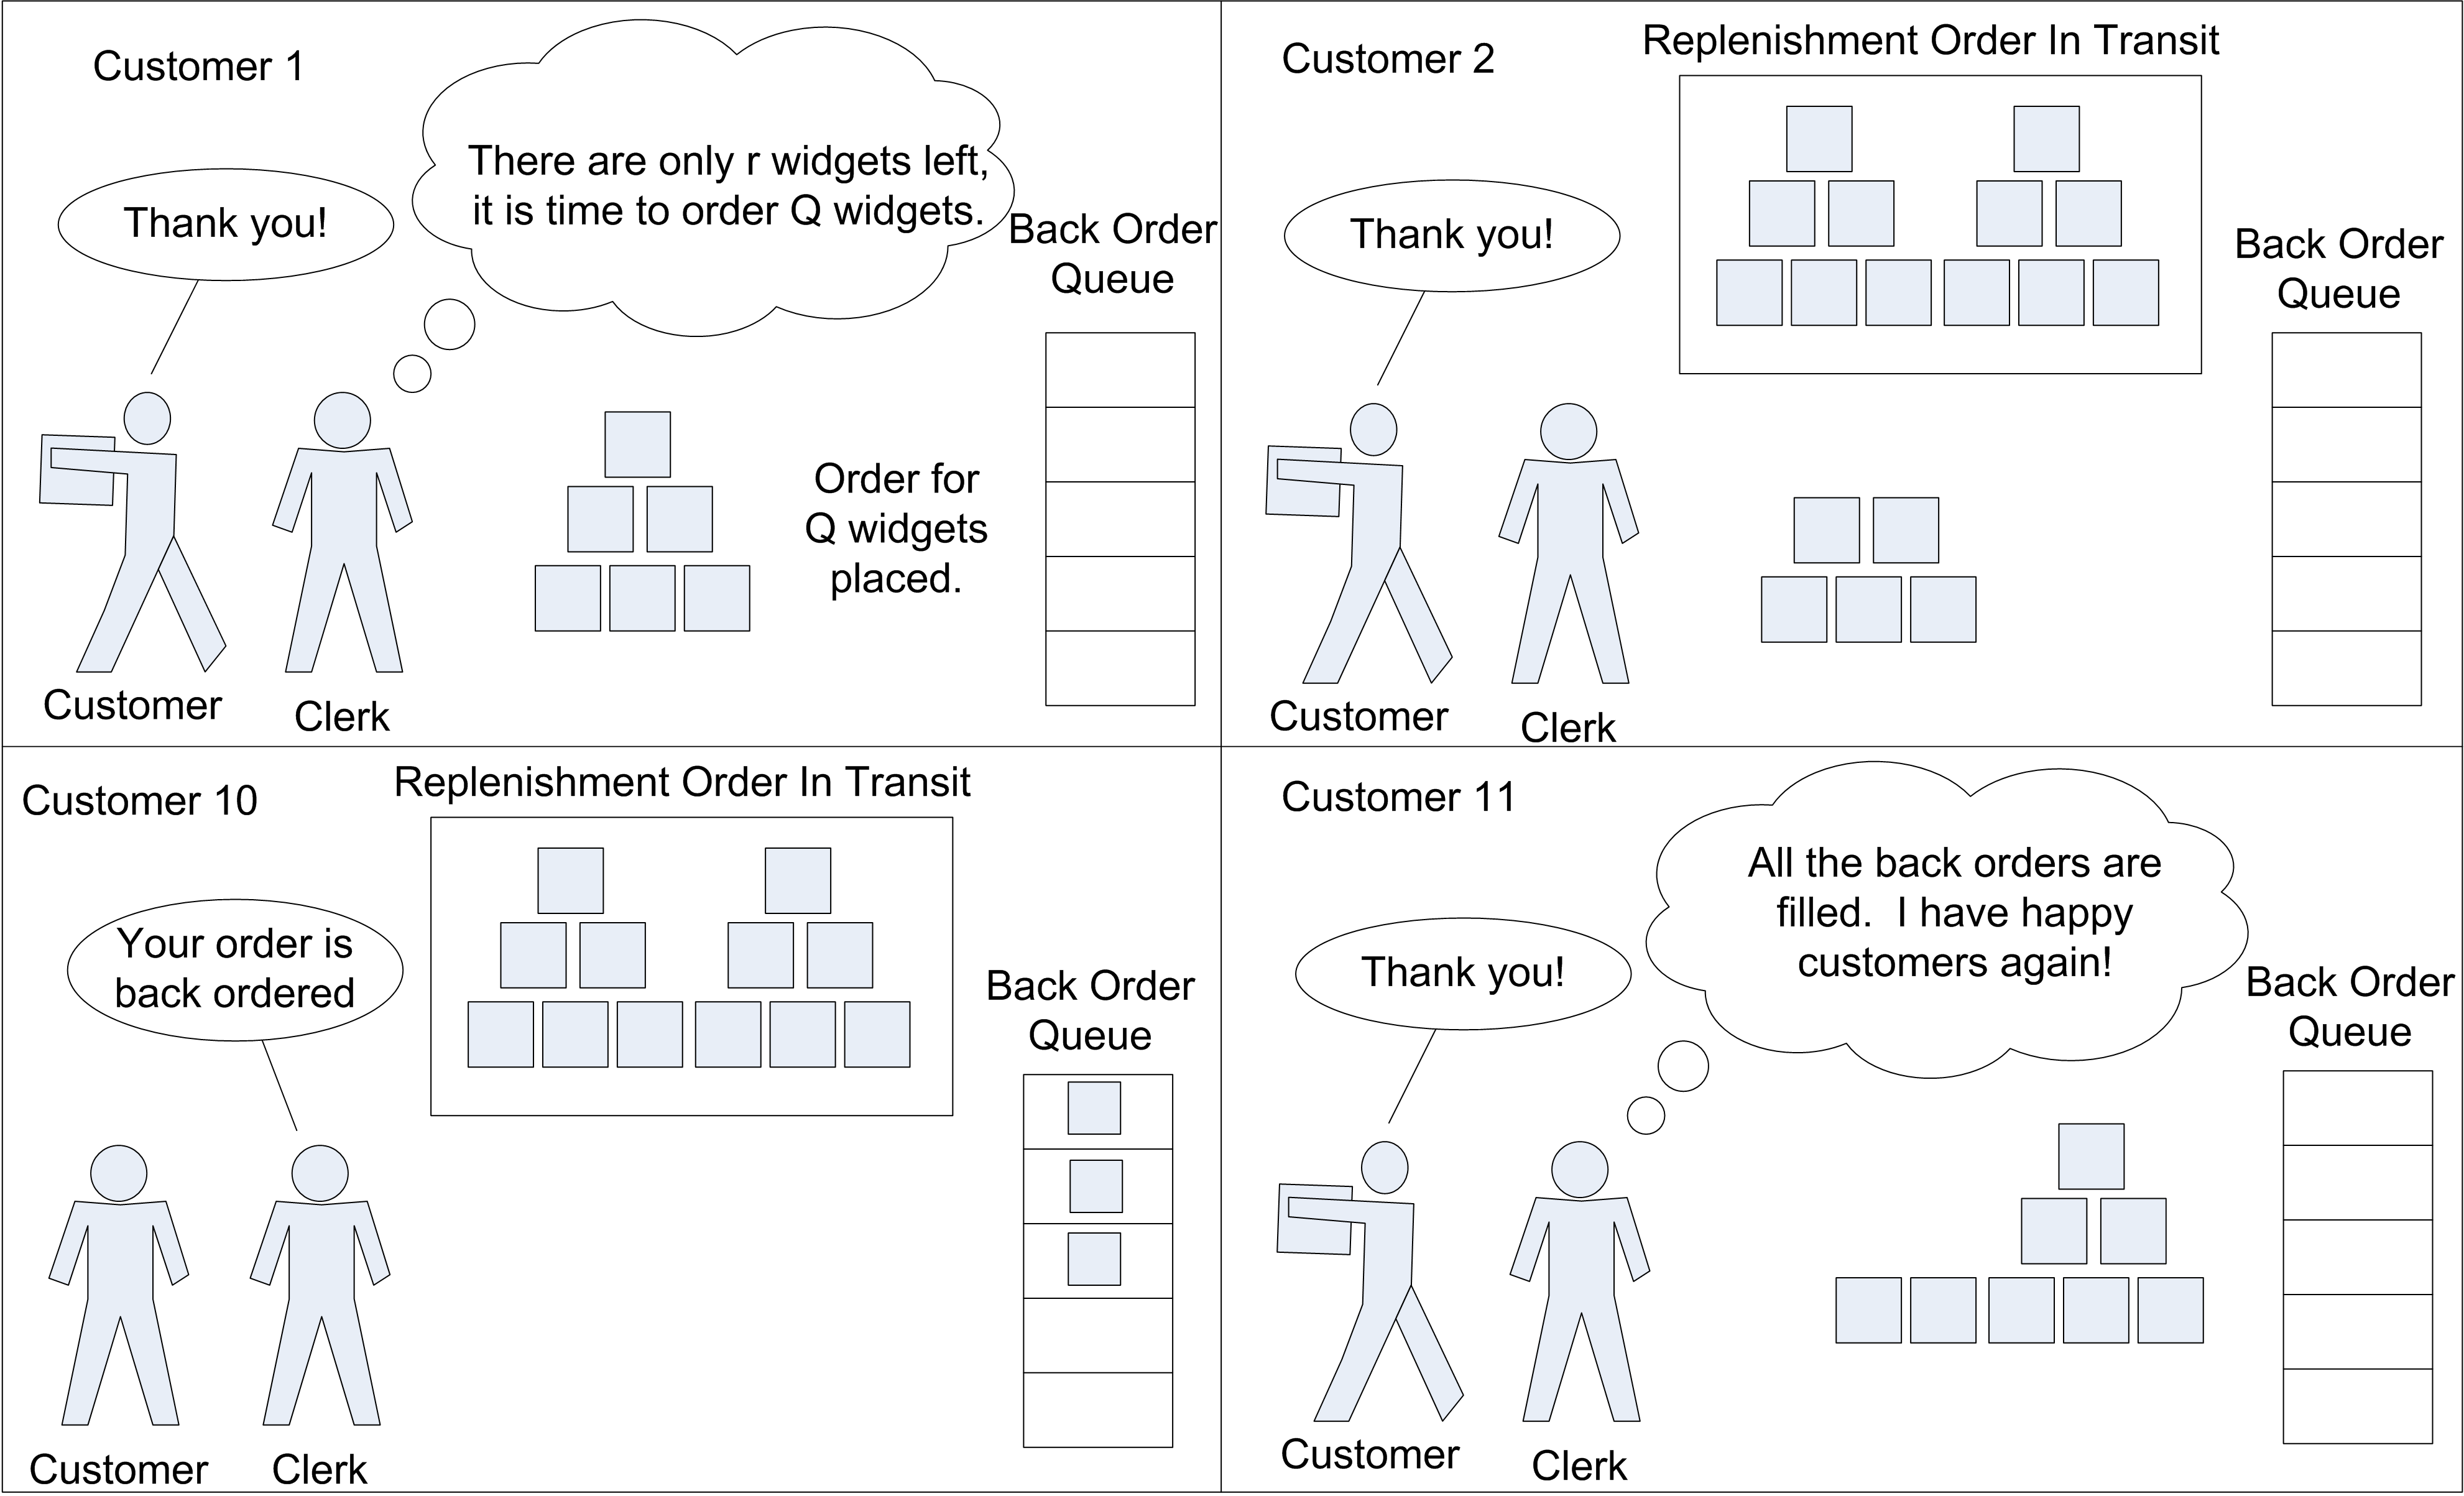 Customer 1
There are only r widgets left,
it is time to order Q widgets.
Thank you!
Back Order
Queue
Order for
Q widgets
placed.
Customer
Clerk
Customer 2
Replenishment Order In Transit
Thank you!
Back Order
Queue
Customer
Clerk
Customer 10
Replenishment Order In Transit
Your order is
back ordered
Back Order
Queue
Customer
Clerk
Customer 11
All the back orders are
filled.  I have happy
customers again!
Thank you!
Back Order
Queue
Customer
Clerk